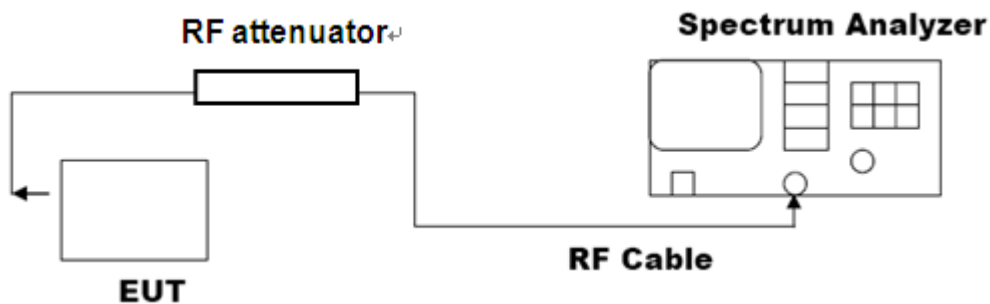 RF attenuator↵
Spectrum Analyzer
RF Cable
EUT